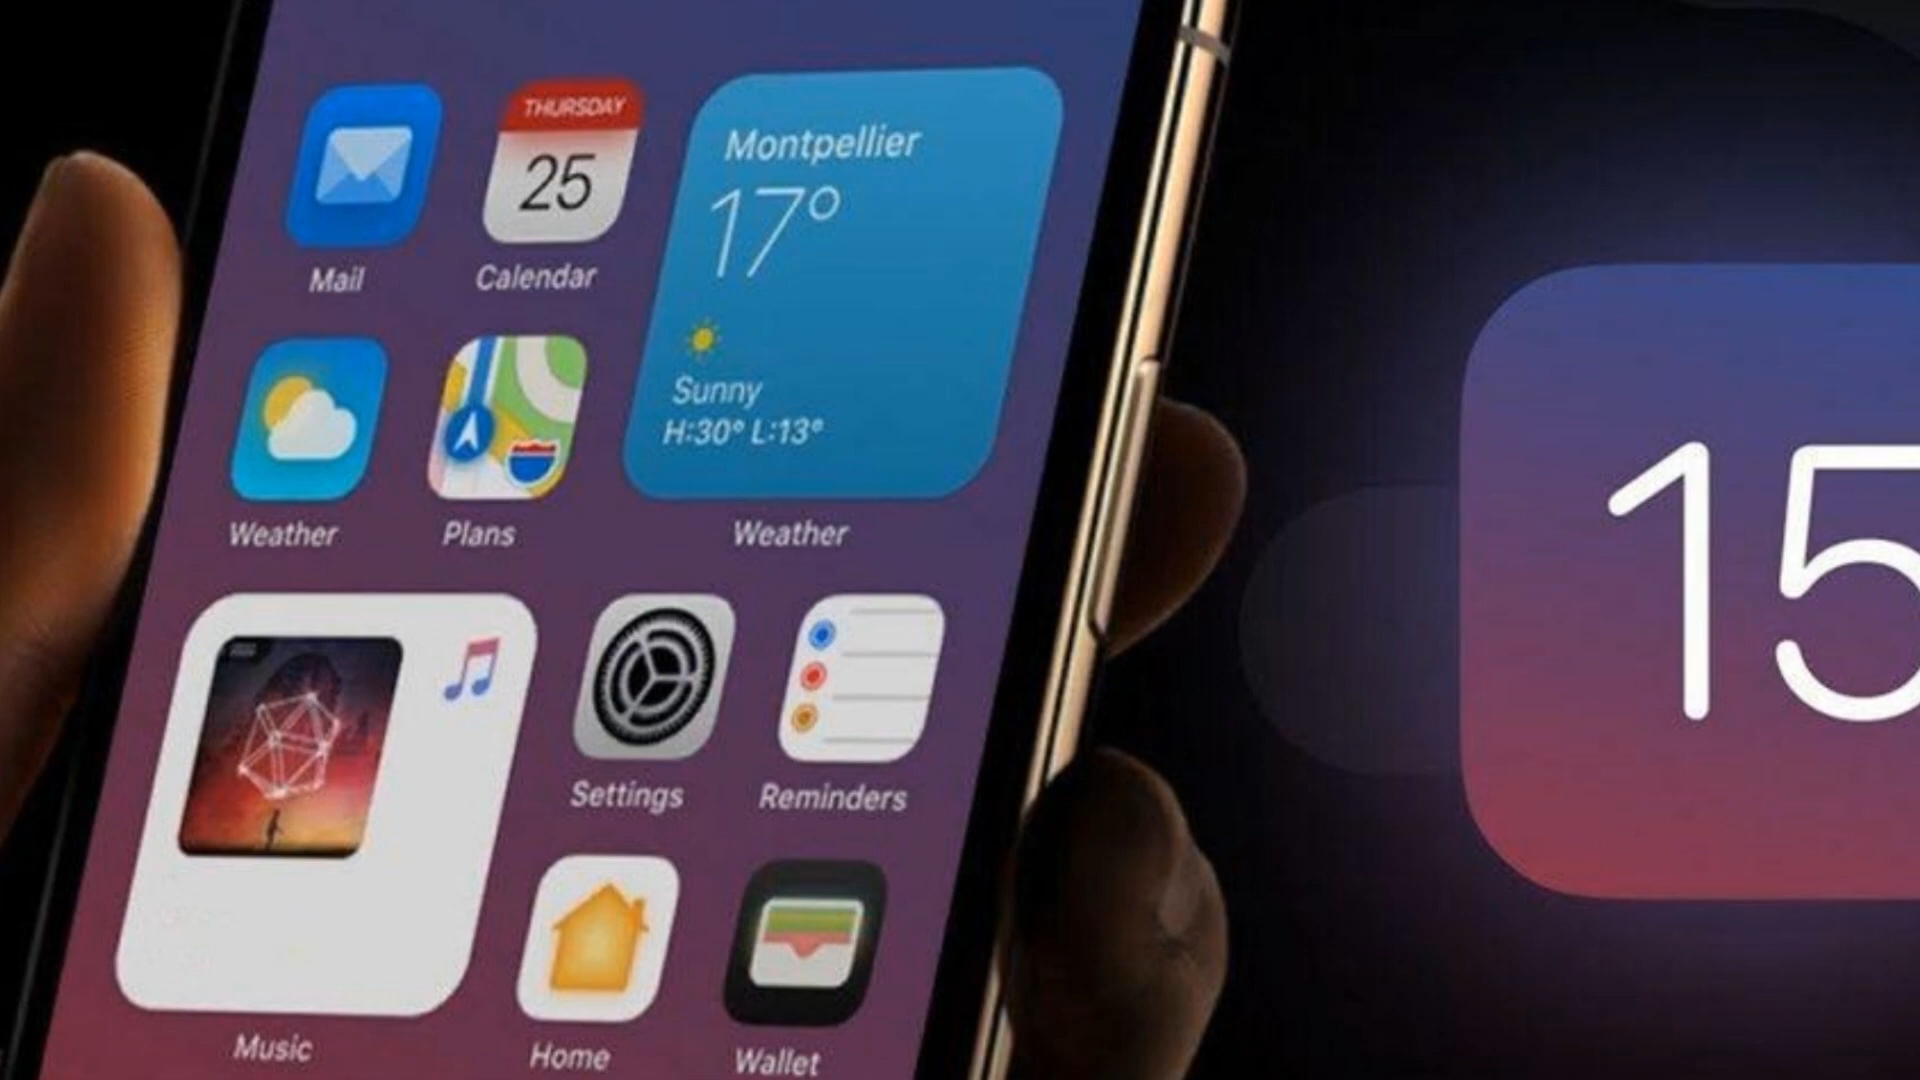 THURSDAY
25
Mail
Calendar
Montpellier
17°
Sunny
H:30° L:13°
Weather
Plans
Weather
Settings
Reminders
Music
Home
Wallet
15